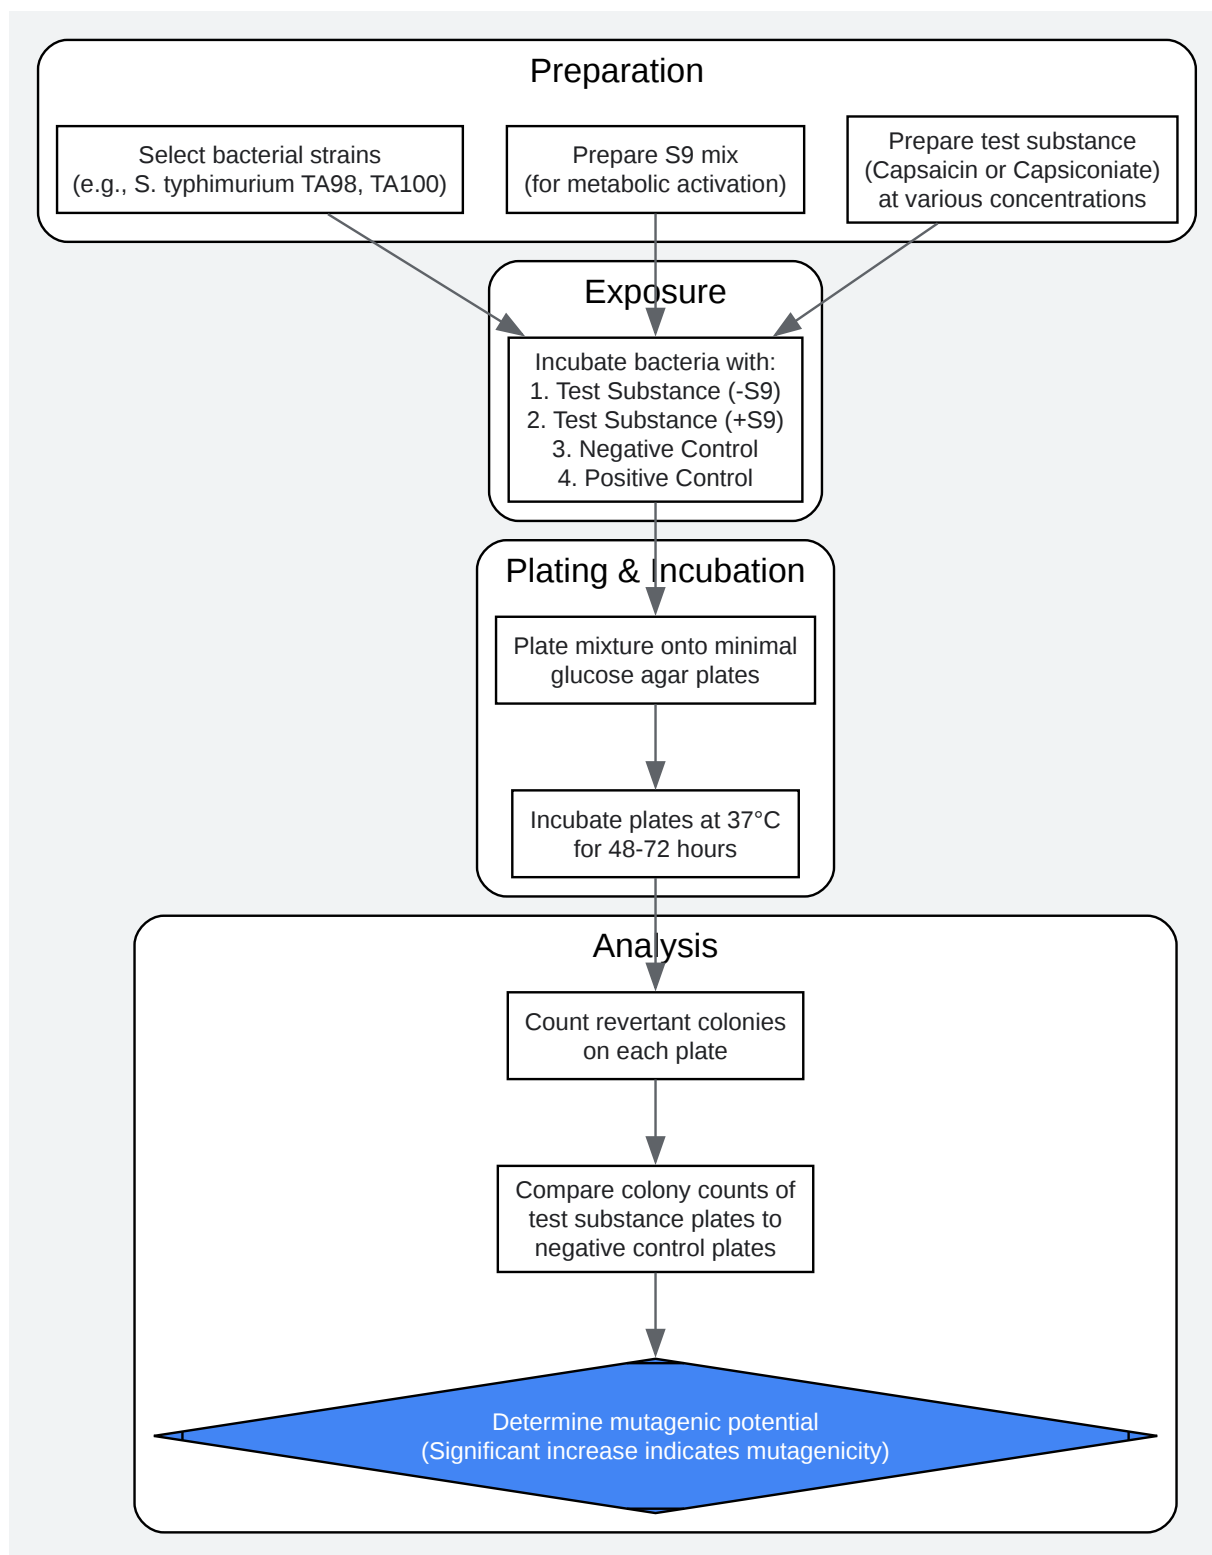 Preparation
Select bacterial strains
(e.g., S. typhimurium TA98, TA100)
Prepare S9 mix
(for metabolic activation)
Prepare test substance
(Capsaicin or Capsiconiate)
at various concentrations
Exposure
Incubate bacteria with:
1. Test Substance (-S9)
2. Test Substance (+S9)
3. Negative Control
4. Positive Control
Plating & Incubation
Plate mixture onto minimal
glucose agar plates
Incubate plates at 37°C
for 48-72 hours
Analysis
Count revertant colonies
on each plate
Compare colony counts of
test substance plates to
negative control plates
Determine mutagenic potential
(Significant increase indicates mutagenicity)